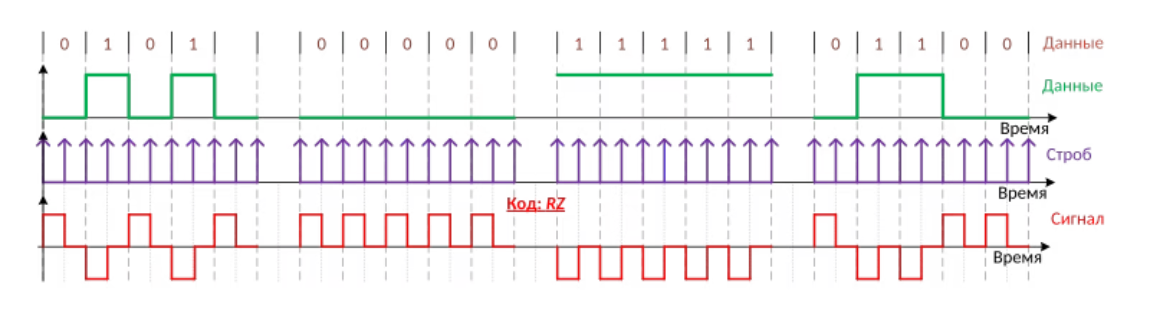 | 0 | 1 | 0 | 1 | | | 0 | 0 | 0 | 0 | 0 | | 1 | 1 | 1 | 1 | 1 | | 0 | 1 | 1 | 0 | 0 | Данные
Данные
Время
Строб
Время
Код: RZ
Сигнал
Время